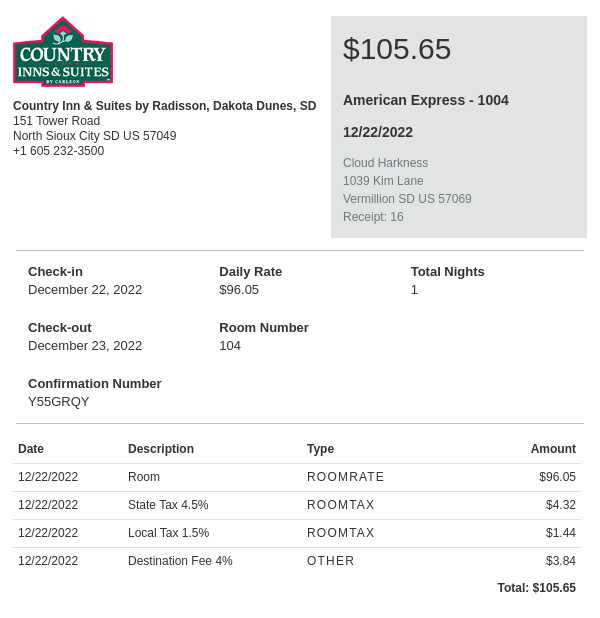 COUNTRY
INNS & SUITES
BY CARLSON
Country Inn & Suites by Radisson, Dakota Dunes, SD
151 Tower Road
North Sioux City SD US 57049
+1 605 232-3500
$105.65
American Express - 1004
12/22/2022
Cloud Harkness
1039 Kim Lane
Vermillion SD US 57069
Receipt: 16
Check-in Daily Rate Total Nights
December 22, 2022 $96.05 1
Check-out Room Number
December 23, 2022 104
Confirmation Number
Y55GRQY
Date Description Type Amount
12/22/2022 Room ROOMRATE $96.05
12/22/2022 State Tax 4.5% ROOMTAX $4.32
12/22/2022 Local Tax 1.5% ROOMTAX $1.44
12/22/2022 Destination Fee 4% OTHER $3.84
Total: $105.65